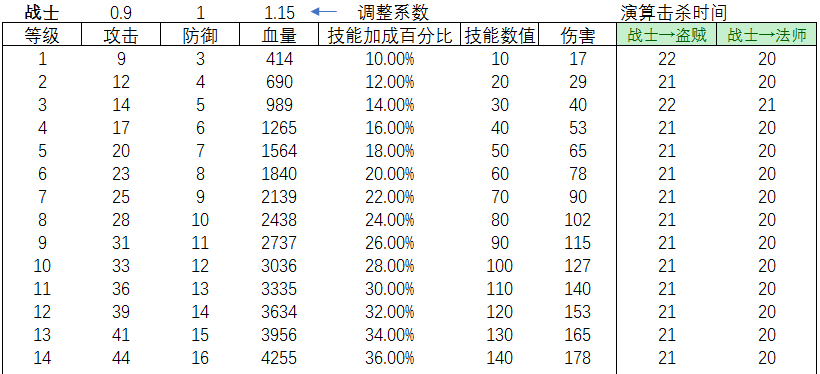 战士 0.9 1 1.15 ← 调整系数 演算击杀时间
等级 攻击 防御 血量 技能加成百分比 技能数值 伤害 战士→盗贼 战士→法师
1 9 3 414 10.00% 10 17 22 20
2 12 4 690 12.00% 20 29 21 20
3 14 5 989 14.00% 30 40 22 21
4 17 6 1265 16.00% 40 53 21 20
5 20 7 1564 18.00% 50 65 21 20
6 23 8 1840 20.00% 60 78 21 20
7 25 9 2139 22.00% 70 90 21 20
8 28 10 2438 24.00% 80 102 21 20
9 31 11 2737 26.00% 90 115 21 20
10 33 12 3036 28.00% 100 127 21 20
11 36 13 3335 30.00% 110 140 21 20
12 39 14 3634 32.00% 120 153 21 20
13 41 15 3956 34.00% 130 165 21 20
14 44 16 4255 36.00% 140 178 21 20